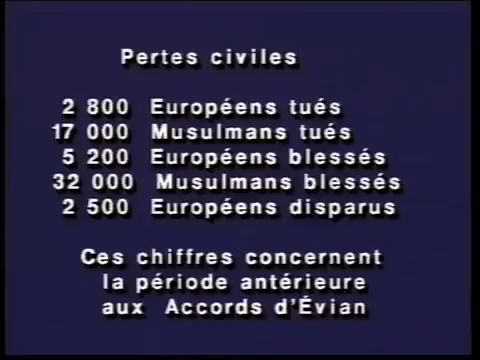 Pertes civiles
2 800 Européens tués
17 000 Musulmans tués
5 200 Européens blessés
32 000 Musulmans blessés
2 500 Européens disparus
Ces chiffres concernent
la période antérieure
aux Accords d'Évian